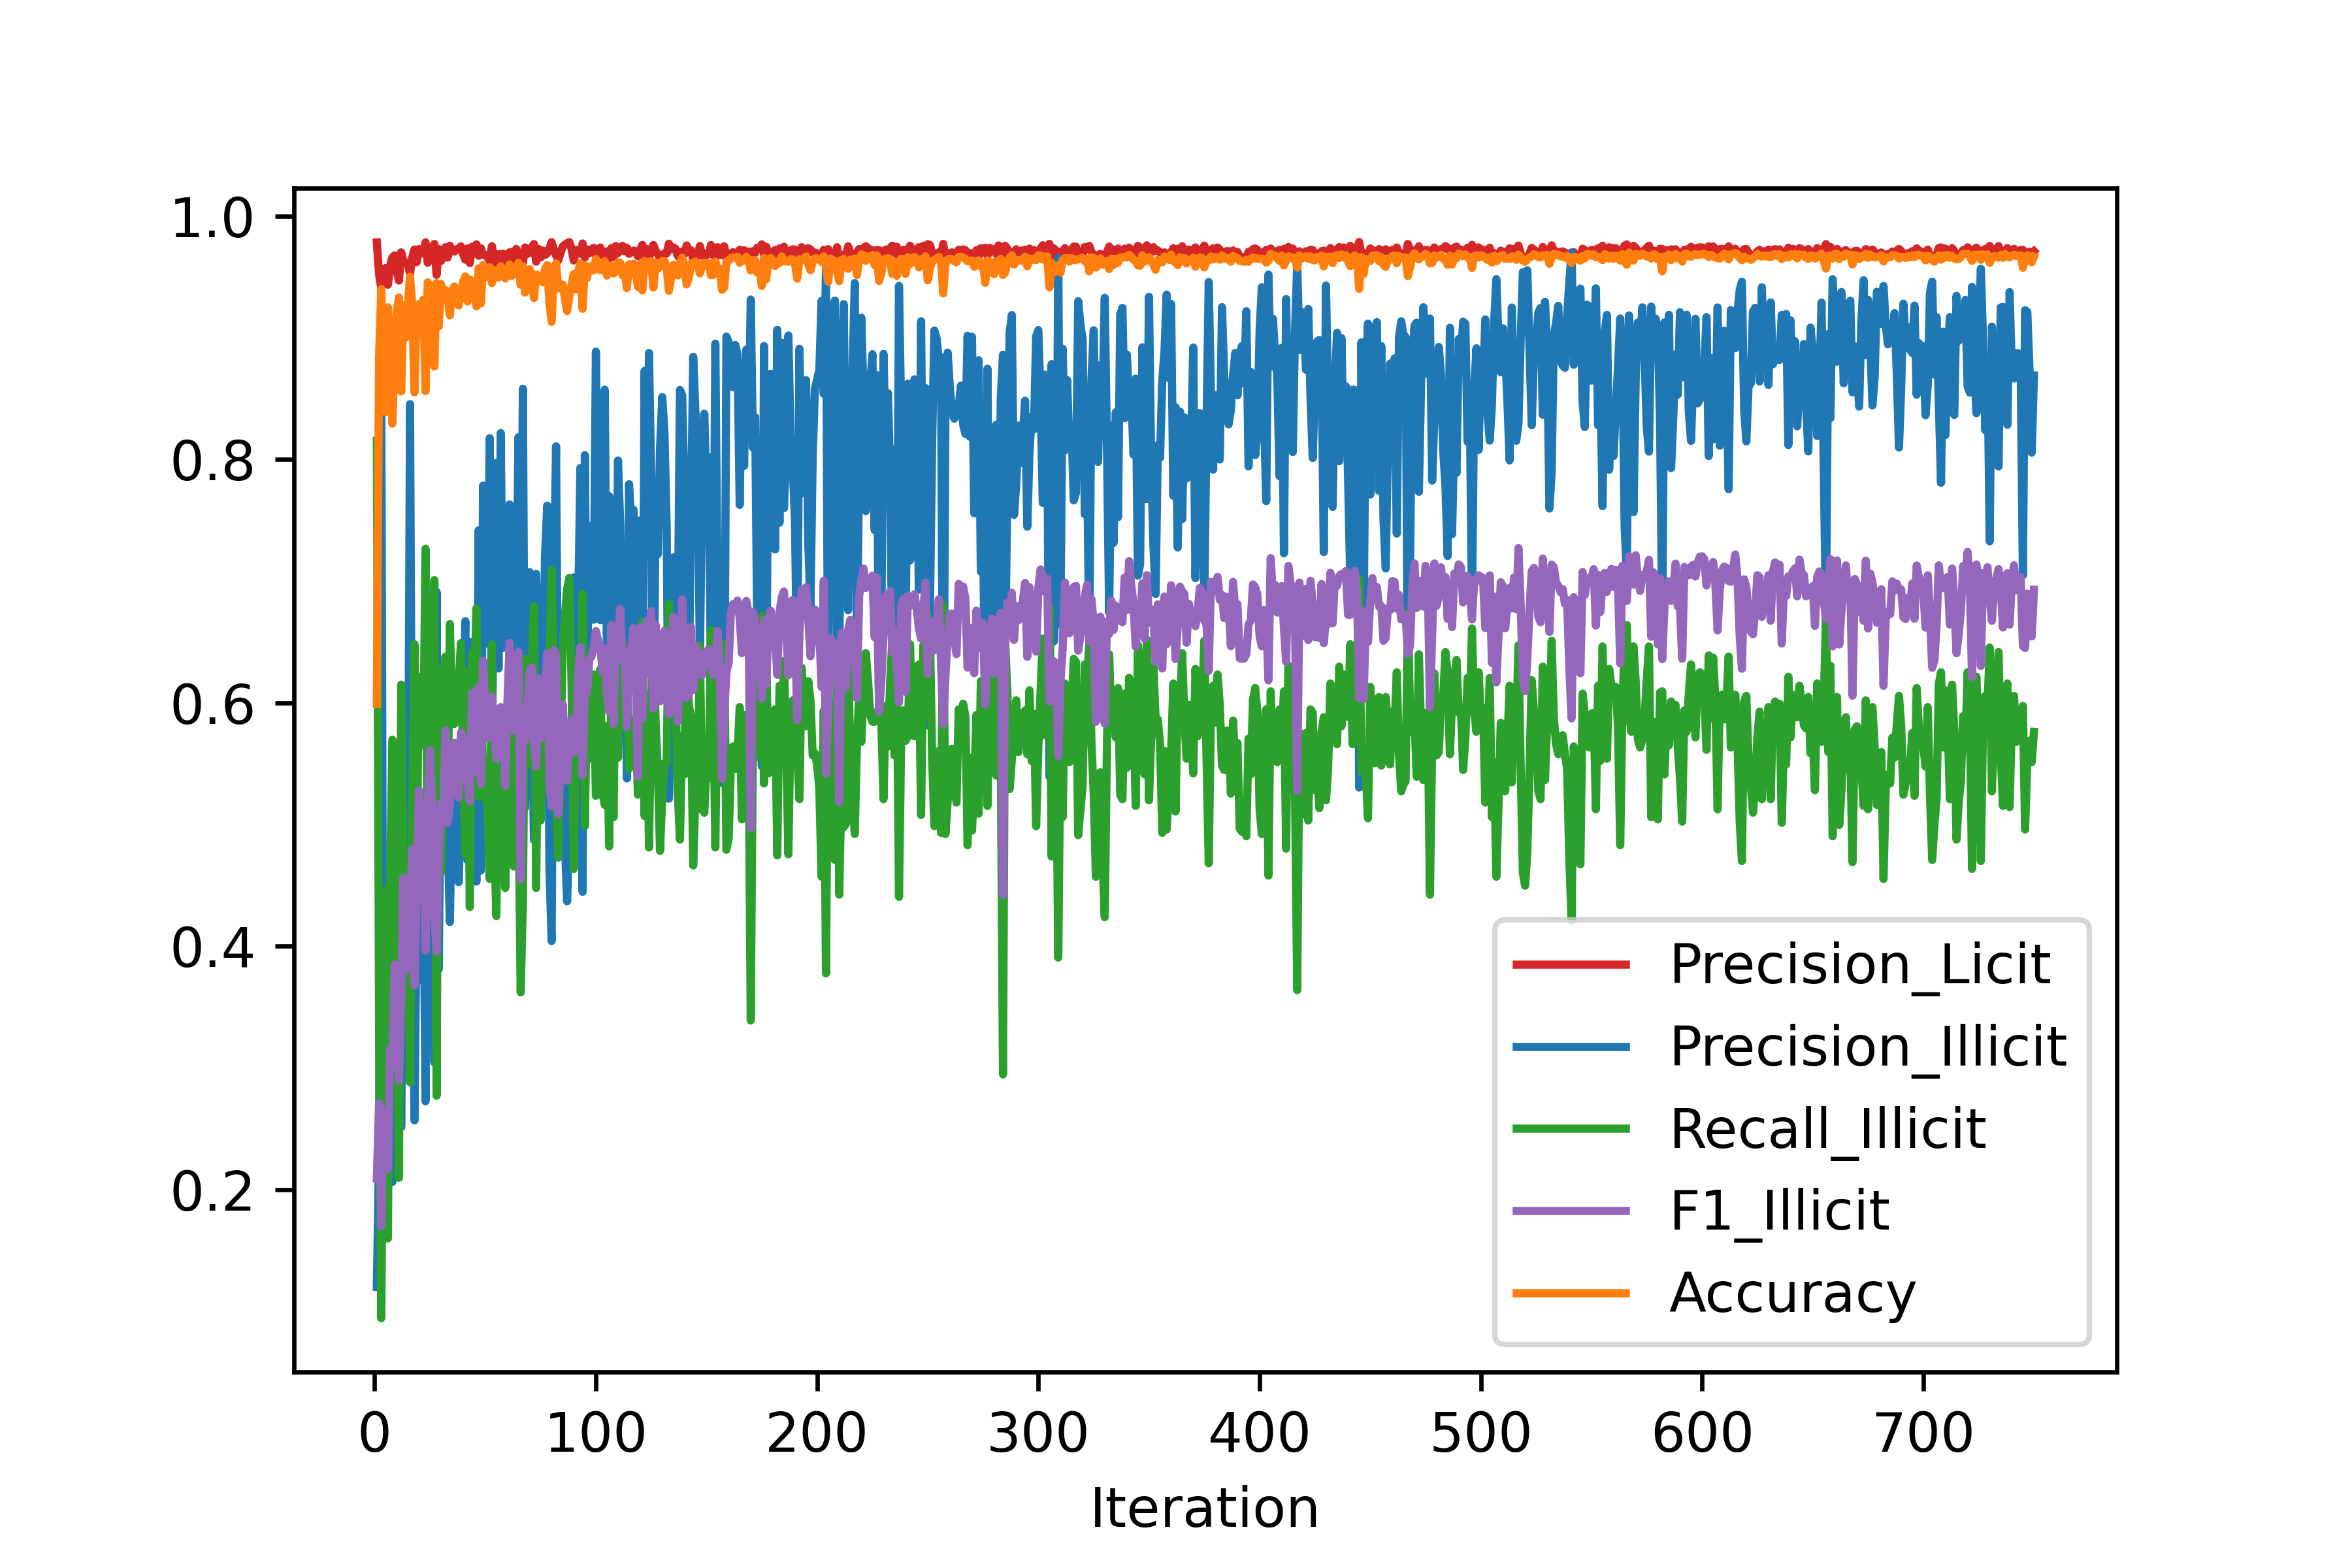 1.0
0.8
0.6
0.4
0.2
Precision_Licit
Precision_Illicit
Recall_Illicit
F1_Illicit
Accuracy
0 100 200 300 400 500 600 700
Iteration